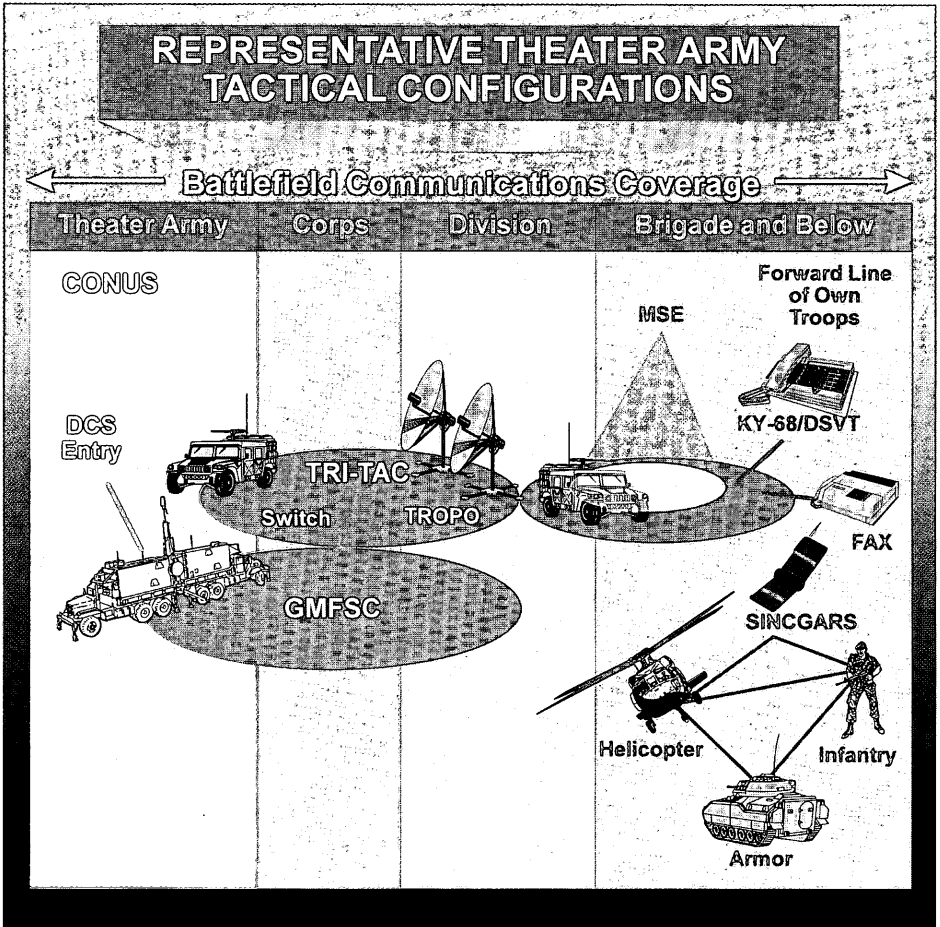 REPRESENTATIVE THEATER ARMY
TACTICAL CONFIGURATIONS
Battlefield Communications Coverage
Theater Army
Corps
Division
Brigade and Below
CONUS
Forward Line
of Own
Troops
MSE
KY-68/DSVT
DCS
Entry
TRI-TAC
Switch
TROPO
FAX
GMFSC
SINCGARS
Helicopter
Infantry
Armor